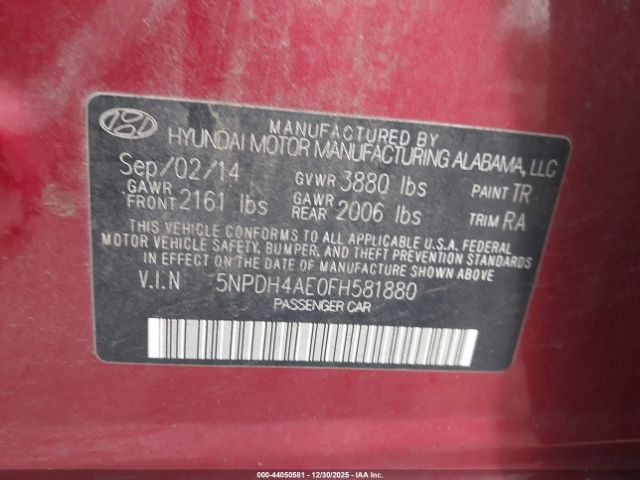 MANUFACTURED BY
HYUNDAI MOTOR MANUFACTURING ALABAMA, LLC
Sep/02/14 GVWR 3880 lbs PAINT TR
GAWR FRONT 2161 lbs GAWR REAR 2006 lbs TRIM RA
THIS VEHICLE CONFORMS TO ALL APPLICABLE U.S.A. FEDERAL
MOTOR VEHICLE SAFETY, BUMPER, AND THEFT PREVENTION
STANDARDS IN EFFECT ON THE DATE OF MANUFACTURE SHOWN ABOVE.
V.I.N 5NPDH4AE0FH581880
PASSENGER CAR
000-44050581 - 12/30/2025 - COPYRIGHT IAA, LLC.